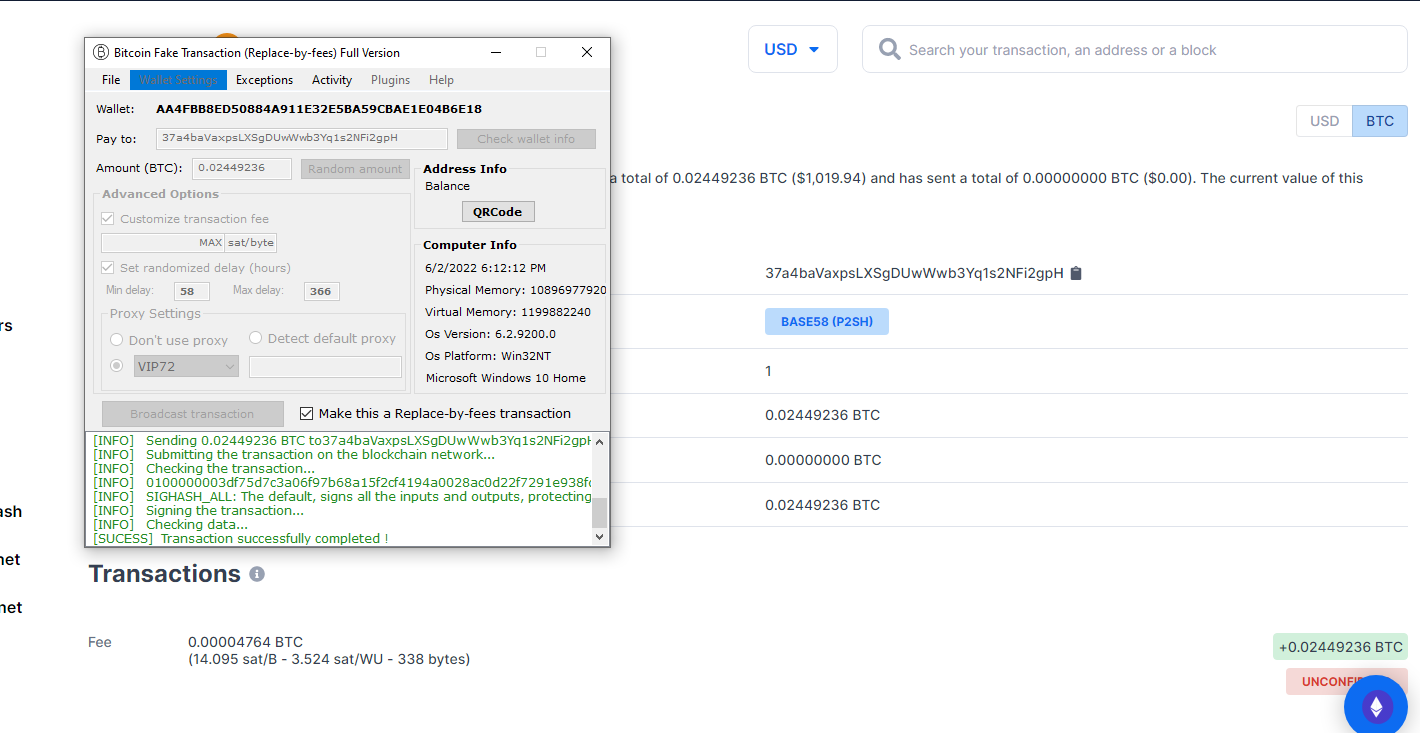 Bitcoin Fake Transaction (Replace-by-fees) Full Version
File Wallet Settings Exceptions Activity Plugins Help
Wallet: AA4FBB8ED50884A911E32E5BA59CBAE1E04B6E18
Pay to: 37a4baVaxpsLXSgDUwWwb3Yq1s2NFi2gpH Check wallet info
Amount (BTC): 0.02449236 Random amount
Advanced Options
Customize transaction fee
MAX sat/byte
Set randomized delay (hours)
Min delay: 58 Max delay: 366
Proxy Settings
Don't use proxy Detect default proxy
VIP72
Address Info
Balance
QRCode
Computer Info
6/2/2022 6:12:12 PM
Physical Memory: 10896977920
Virtual Memory: 1199882240
Os Version: 6.2.9200.0
Os Platform: Win32NT
Microsoft Windows 10 Home
Broadcast transaction Make this a Replace-by-fees transaction
[INFO] Sending 0.02449236 BTC to37a4baVaxpsLXSgDUwWwb3Yq1s2NFi2gpH
[INFO] Submitting the transaction on the blockchain network...
[INFO] Checking the transaction...
[INFO] 0100000003df75d7c3a06f97b68a15f2cf4194a0028ac0d22f7291e938fc
[INFO] SIGHASH_ALL: The default, signs all the inputs and outputs, protecting
[INFO] Signing the transaction...
[INFO] Checking data...
[SUCESS] Transaction successfully completed !
USD
Search your transaction, an address or a block
USD BTC
a total of 0.02449236 BTC ($1,019.94) and has sent a total of 0.00000000 BTC ($0.00). The current value of this
37a4baVaxpsLXSgDUwWwb3Yq1s2NFi2gpH
BASE58 (P2SH)
1
0.02449236 BTC
0.00000000 BTC
0.02449236 BTC
rs
ash
net
net
Transactions
Fee 0.00004764 BTC
(14.095 sat/B - 3.524 sat/WU - 338 bytes)
+0.02449236 BTC